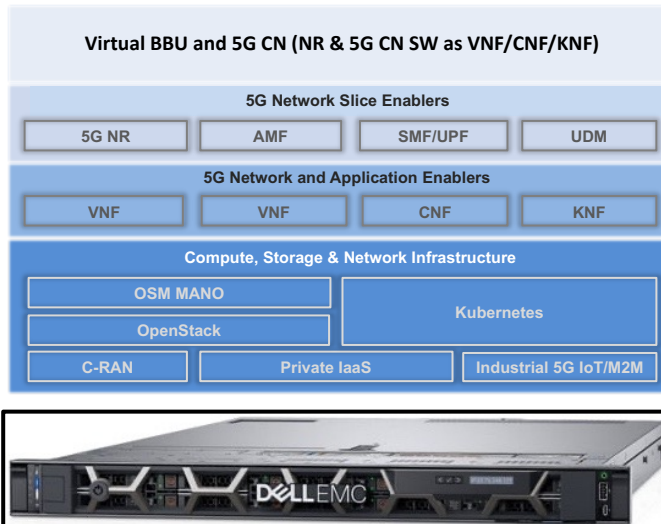 Virtual BBU and 5G CN (NR & 5G CN SW as VNF/CNF/KNF)
5G Network Slice Enablers
5G NR AMF SMF/UPF UDM
5G Network and Application Enablers
VNF VNF CNF KNF
Compute, Storage & Network Infrastructure
OSM MANO
Kubernetes
OpenStack
C-RAN Private IaaS Industrial 5G IoT/M2M
DELLEMC